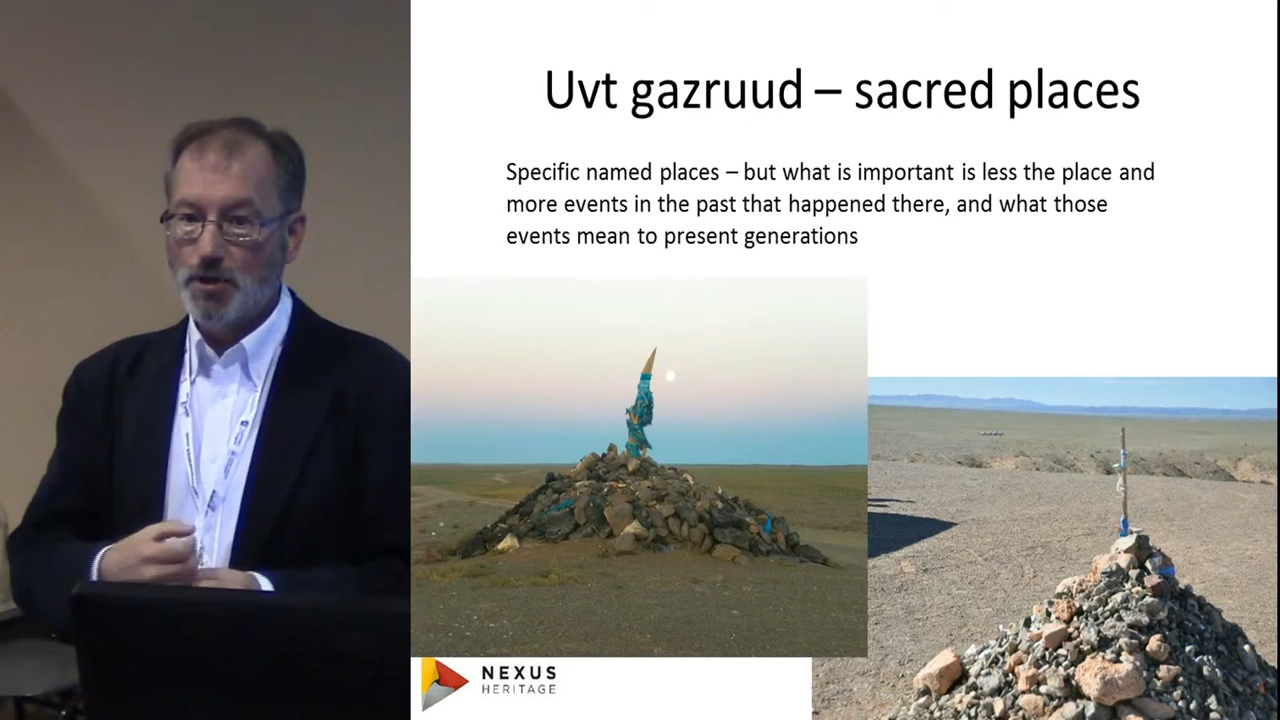 Uvt gazruud – sacred places
Specific named places – but what is important is less the place and
more events in the past that happened there, and what those
events mean to present generations
NEXUS
HERITAGE